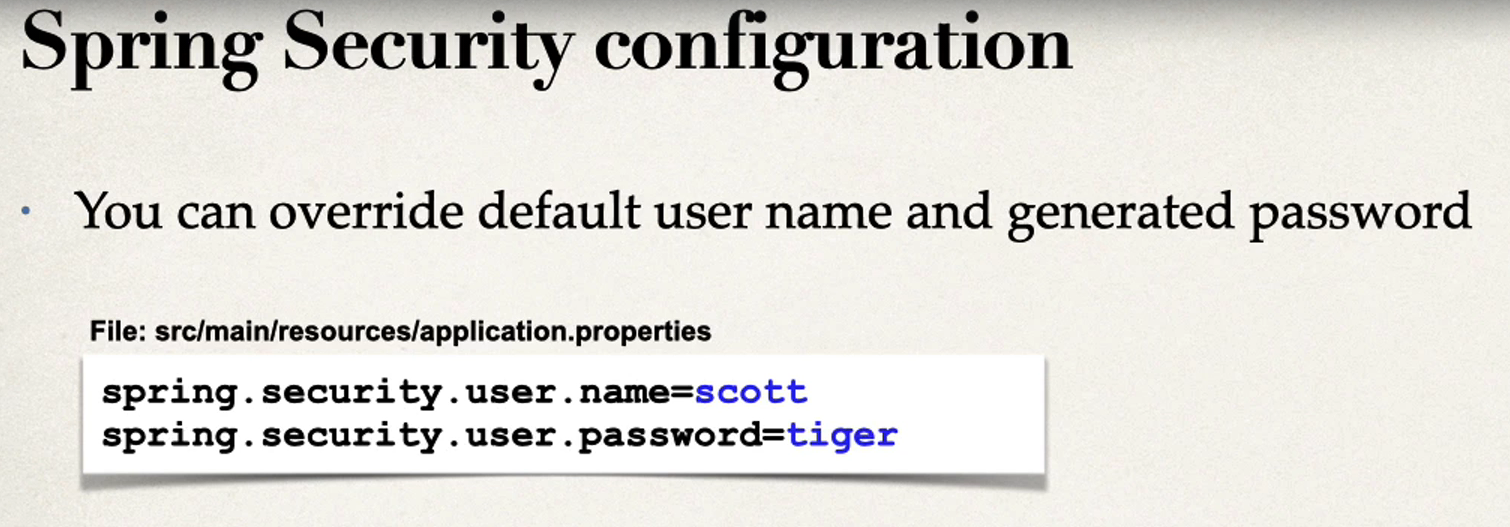 Spring Security configuration
• You can override default user name and generated password
File: src/main/resources/application.properties
spring.security.user.name=scott
spring.security.user.password=tiger